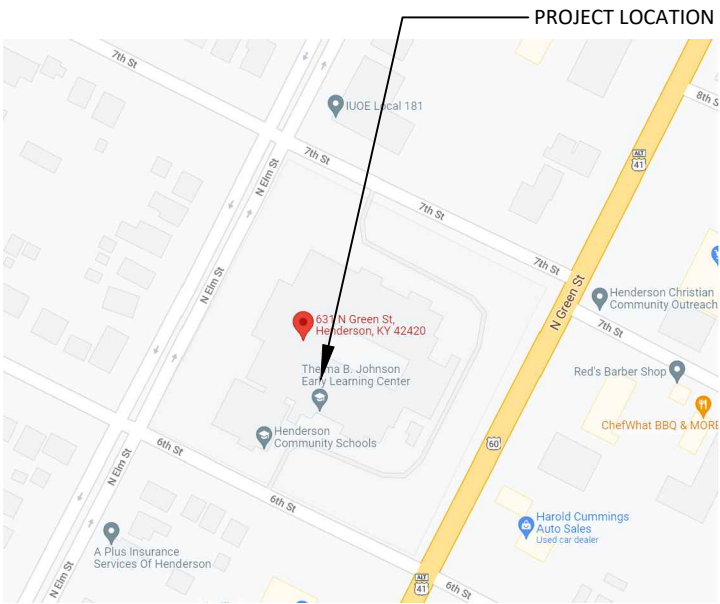 PROJECT LOCATION
7th St
IUOE Local 181
8th S
ALT
41
N Elm St
7th St
7th St
N Elm St
7th St
N Green St
Henderson Christian
Community Outreach
7th St
631 N Green St,
Henderson, KY 42420
Thelma B. Johnson
Early Learning Center
Red's Barber Shop
ChefWhat BBQ & MORE
Henderson
Community Schools
60
6th St
N Elm St
6th St
Harold Cummings
Auto Sales
Used car dealer
A Plus Insurance
Services Of Henderson
N Elm St
ALT
41
6th St